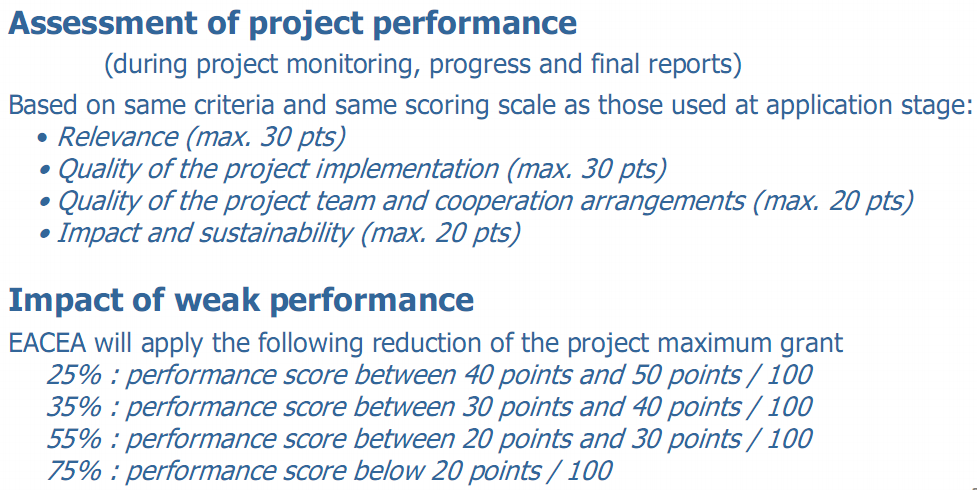 Assessment of project performance
(during project monitoring, progress and final reports)
Based on same criteria and same scoring scale as those used at application stage:
• Relevance (max. 30 pts)
• Quality of the project implementation (max. 30 pts)
• Quality of the project team and cooperation arrangements (max. 20 pts)
• Impact and sustainability (max. 20 pts)
Impact of weak performance
EACEA will apply the following reduction of the project maximum grant
25% : performance score between 40 points and 50 points / 100
35% : performance score between 30 points and 40 points / 100
55% : performance score between 20 points and 30 points / 100
75% : performance score below 20 points / 100